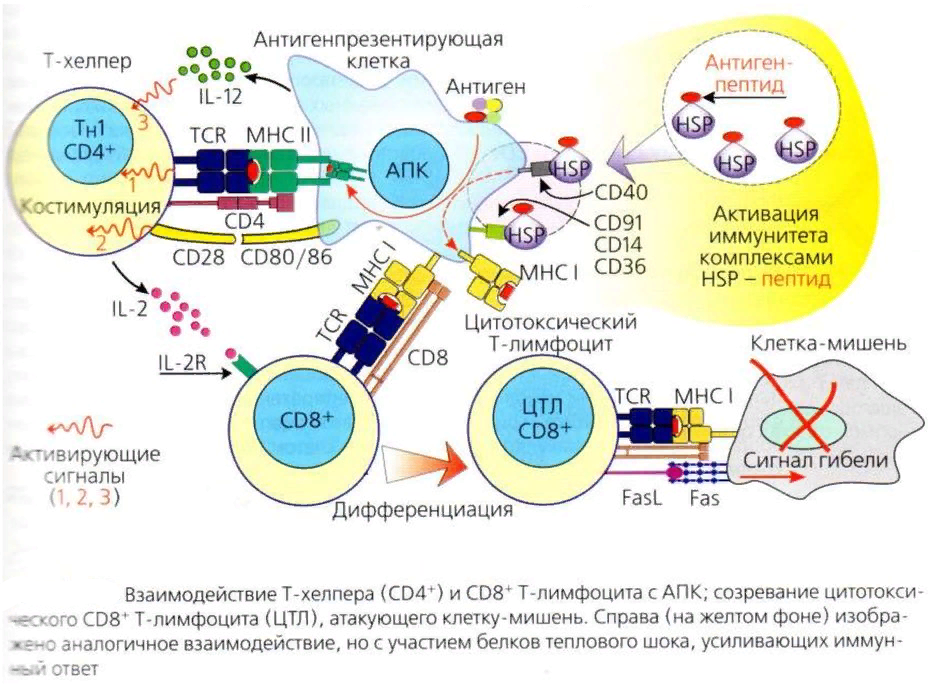 Антигенпрезентирующая
клетка
Т-хелпер
IL-12
3
Антиген
Антиген-
пептид
HSP
HSP
HSP
TH1
CD4+
TCR
MHC II
АПК
HSP
1
Костимуляция
CD4
2
CD28
CD80/86
HSP
CD40
CD91
CD14
CD36
Активация
иммунитета
комплексами
HSP – пептид
IL-2
MHC I
MHC I
TCR
CD8
IL-2R
Цитотоксический
Т-лимфоцит
Клетка-мишень
CD8+
ЦТЛ
CD8+
TCR
MHC I
Сигнал гибели
FasL
Fas
Активирующие
сигналы
(1, 2, 3)
Дифференциация
Взаимодействие Т-хелпера (CD4+) и CD8+ Т-лимфоцита с АПК; созревание цитотокси-
ческого CD8+ Т-лимфоцита (ЦТЛ), атакующего клетку-мишень. Справа (на желтом фоне) изобра-
жено аналогичное взаимодействие, но с участием белков теплового шока, усиливающих иммун-
ный ответ